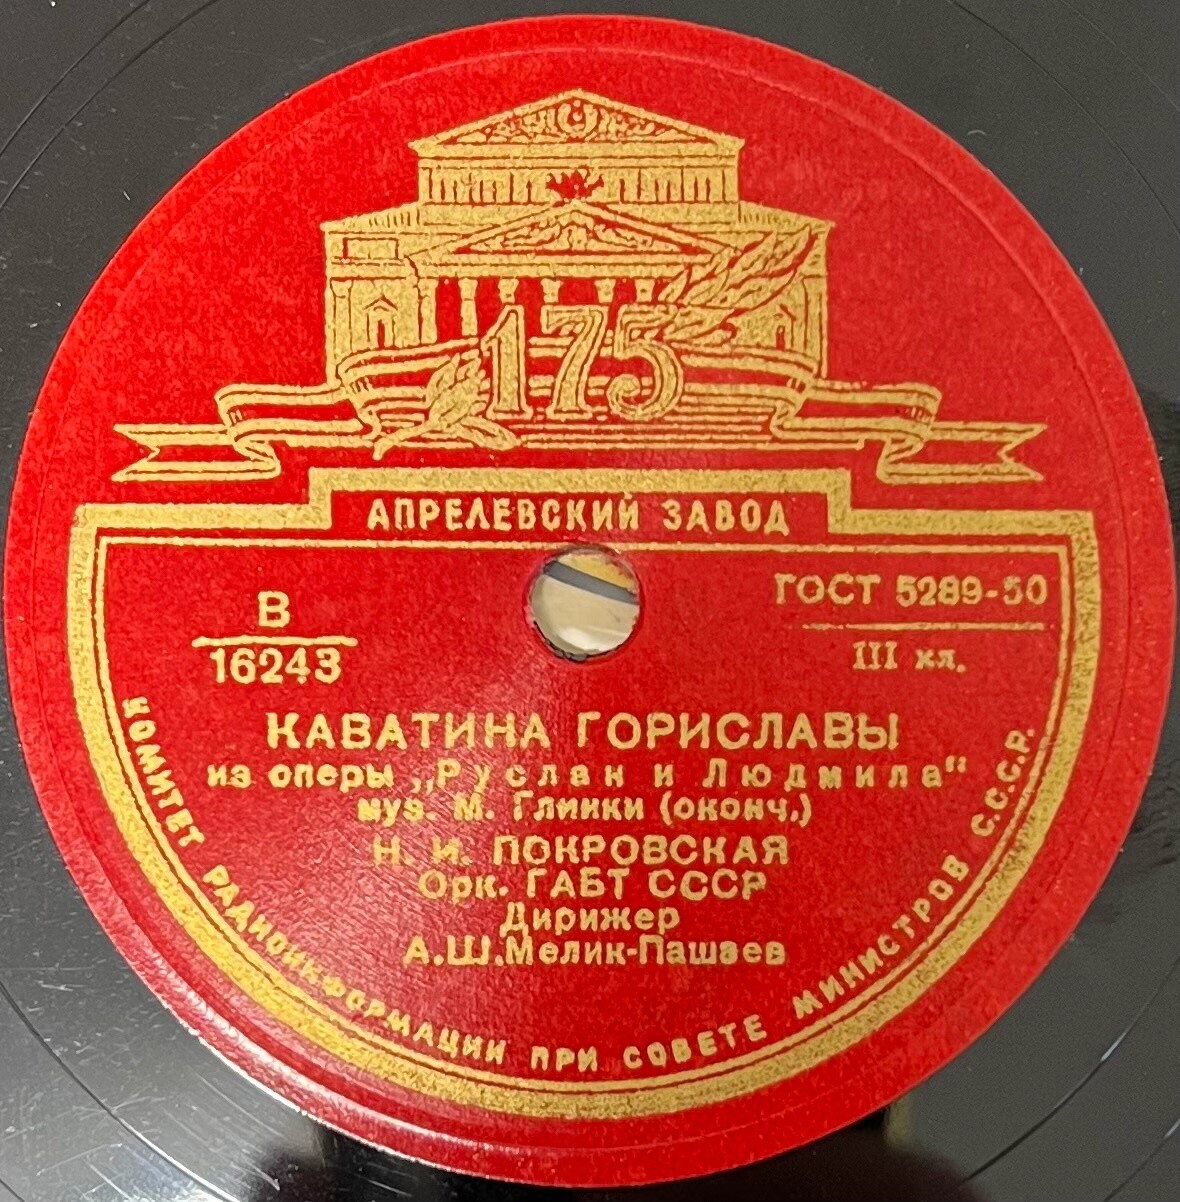 175
АПРЕЛЕВСКИЙ ЗАВОД
В
16243
ГОСТ 5289-50
III кл.
КАВАТИНА ГОРИСЛАВЫ
из оперы „Руслан и Людмила“
муз. М. Глинки (оконч.)
Н. И. ПОКРОВСКАЯ
Орк. ГАБТ СССР
Дирижер
А.Ш.Мелик-Пашаев
КОМИТЕТ РАДИОИНФОРМАЦИИ ПРИ СОВЕТЕ МИНИСТРОВ С.С.С.Р.